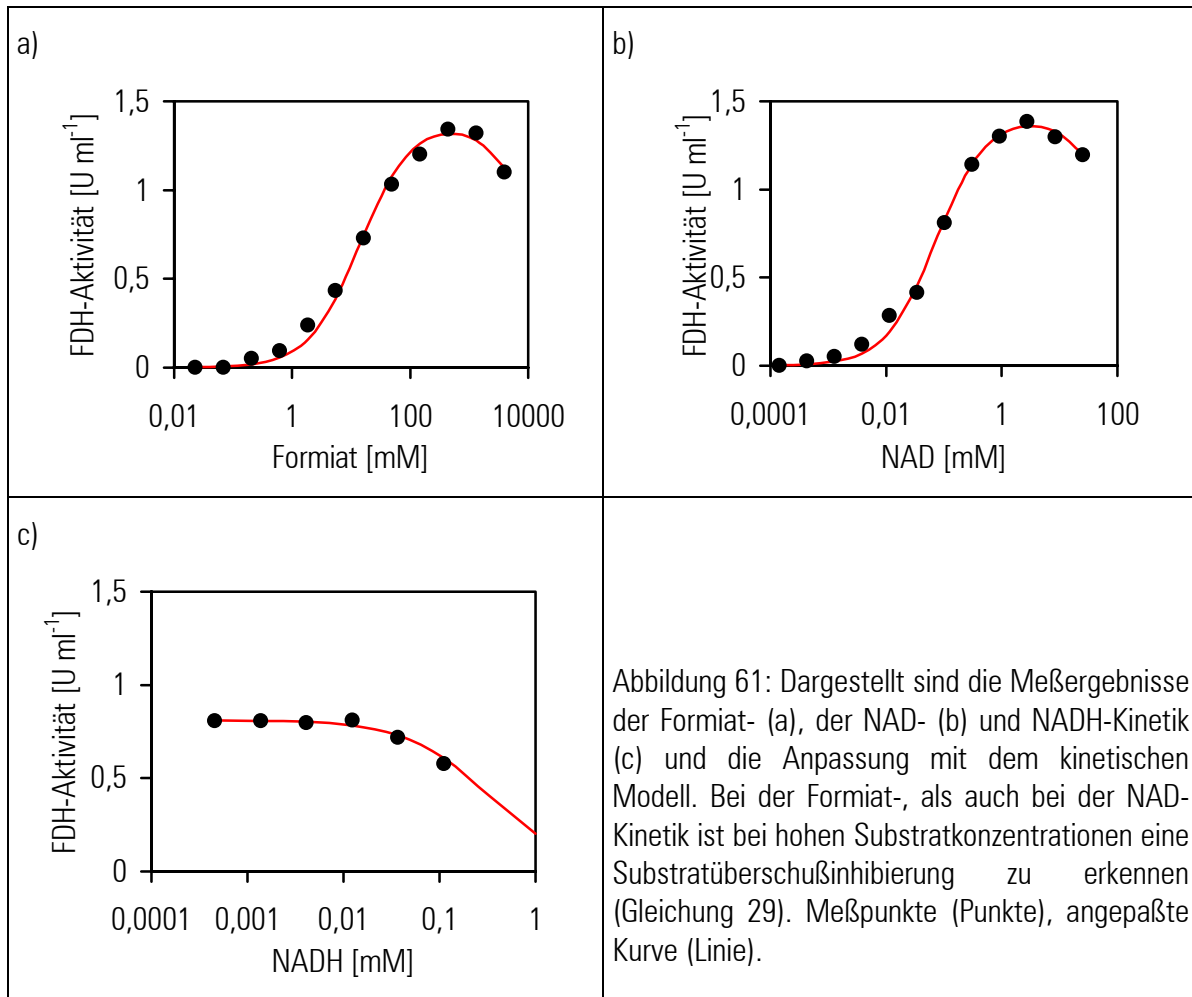 a)
FDH-Aktivität [U ml-1]
1,5
1
0,5
0
0,01
1
100
10000
Formiat [mM]
b)
FDH-Aktivität [U ml-1]
1,5
1
0,5
0
0,0001
0,01
1
100
NAD [mM]
c)
FDH-Aktivität [U ml-1]
1,5
1
0,5
0
0,0001
0,001
0,01
0,1
1
NADH [mM]
Abbildung 61: Dargestellt sind die Meßergebnisse
der Formiat- (a), der NAD- (b) und NADH-Kinetik
(c) und die Anpassung mit dem kinetischen
Modell. Bei der Formiat-, als auch bei der NAD-
Kinetik ist bei hohen Substratkonzentrationen eine
Substratüberschußinhibierung zu erkennen
(Gleichung 29). Meßpunkte (Punkte), angepaßte
Kurve (Linie).